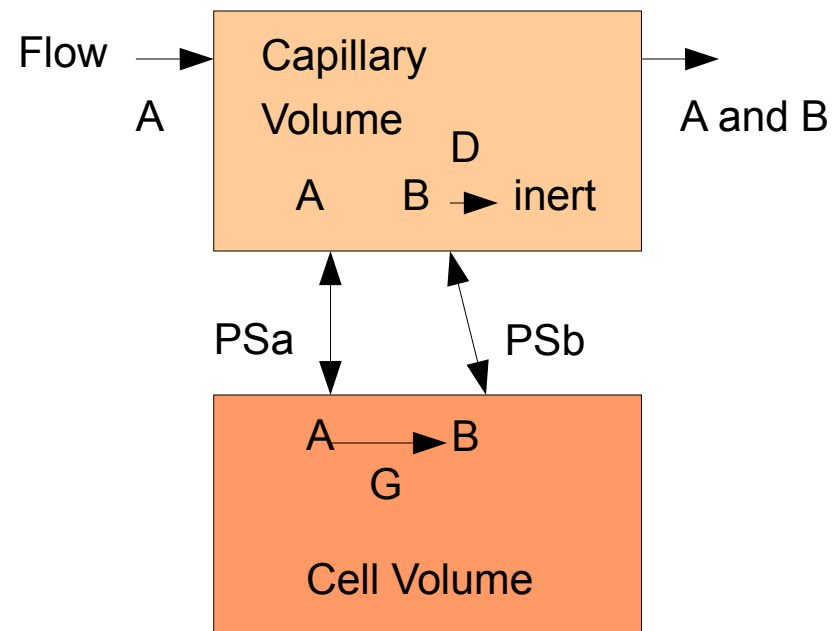 Flow
A
Capillary
Volume
D
A B inert
A and B
PSa
PSb
A B
G
Cell Volume